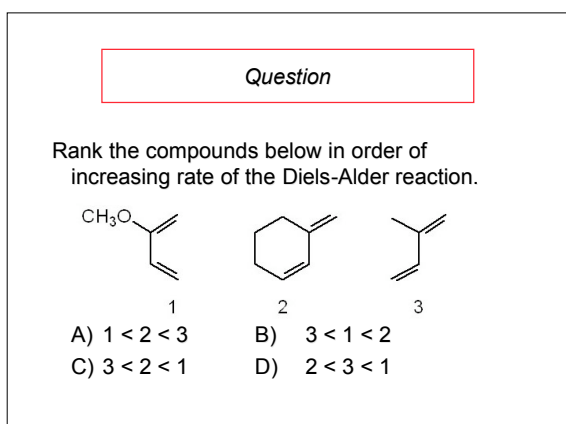 Question
Rank the compounds below in order of
increasing rate of the Diels-Alder reaction.
CH3O
1 2 3
A) 1 < 2 < 3 B) 3 < 1 < 2
C) 3 < 2 < 1 D) 2 < 3 < 1